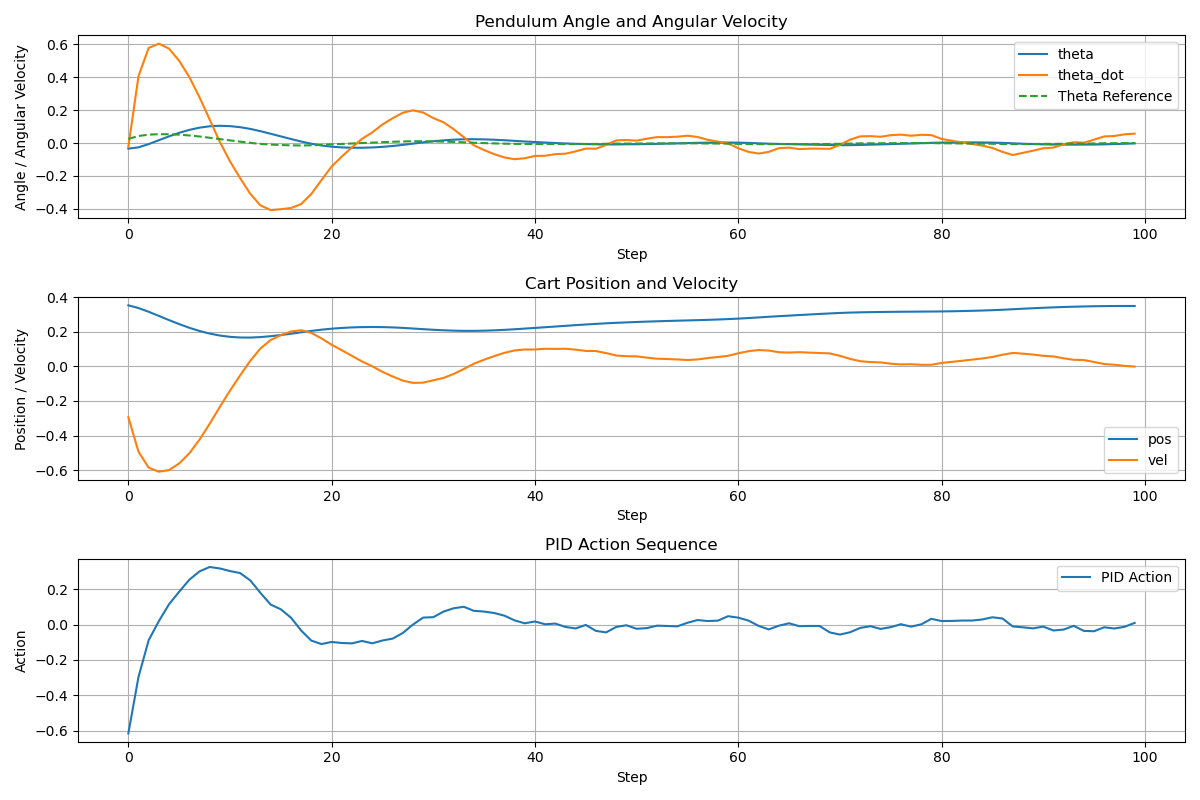 Pendulum Angle and Angular Velocity
Angle / Angular Velocity
0.6
0.4
0.2
0.0
−0.2
−0.4
theta
theta_dot
Theta Reference
0 20 40 60 80 100
Step
Cart Position and Velocity
Position / Velocity
0.4
0.2
0.0
−0.2
−0.4
−0.6
pos
vel
0 20 40 60 80 100
Step
PID Action Sequence
Action
0.2
0.0
−0.2
−0.4
−0.6
PID Action
0 20 40 60 80 100
Step